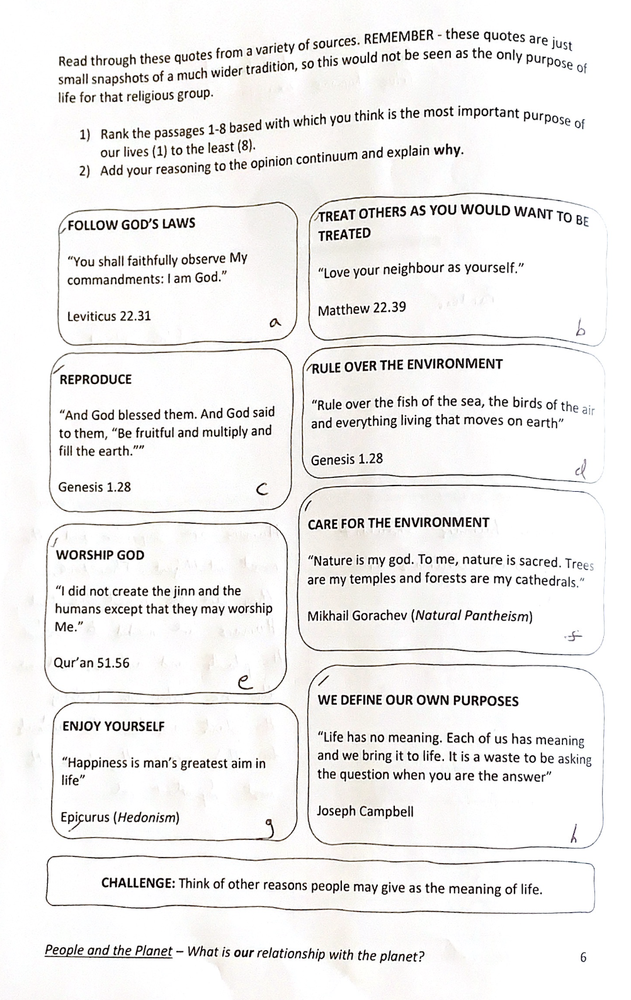 Read through these quotes from a variety of sources. REMEMBER - these quotes are just
small snapshots of a much wider tradition, so this would not be seen as the only purpose of
life for that religious group.
1) Rank the passages 1-8 based with which you think is the most important purpose of
our lives (1) to the least (8).
2) Add your reasoning to the opinion continuum and explain why.
FOLLOW GOD'S LAWS
"You shall faithfully observe My
commandments: I am God."
Leviticus 22.31
a
TREAT OTHERS AS YOU WOULD WANT TO BE
TREATED
"Love your neighbour as yourself."
Matthew 22.39
b
REPRODUCE
"And God blessed them. And God said
to them, "Be fruitful and multiply and
fill the earth.""
Genesis 1.28
c
RULE OVER THE ENVIRONMENT
"Rule over the fish of the sea, the birds of the air
and everything living that moves on earth"
Genesis 1.28
d
WORSHIP GOD
"I did not create the jinn and the
humans except that they may worship
Me."
Qur'an 51.56
e
CARE FOR THE ENVIRONMENT
"Nature is my god. To me, nature is sacred. Trees
are my temples and forests are my cathedrals."
Mikhail Gorachev (Natural Pantheism)
f
ENJOY YOURSELF
"Happiness is man's greatest aim in
life"
Epicurus (Hedonism)
g
WE DEFINE OUR OWN PURPOSES
"Life has no meaning. Each of us has meaning
and we bring it to life. It is a waste to be asking
the question when you are the answer"
Joseph Campbell
h
CHALLENGE: Think of other reasons people may give as the meaning of life.
People and the Planet – What is our relationship with the planet?
6